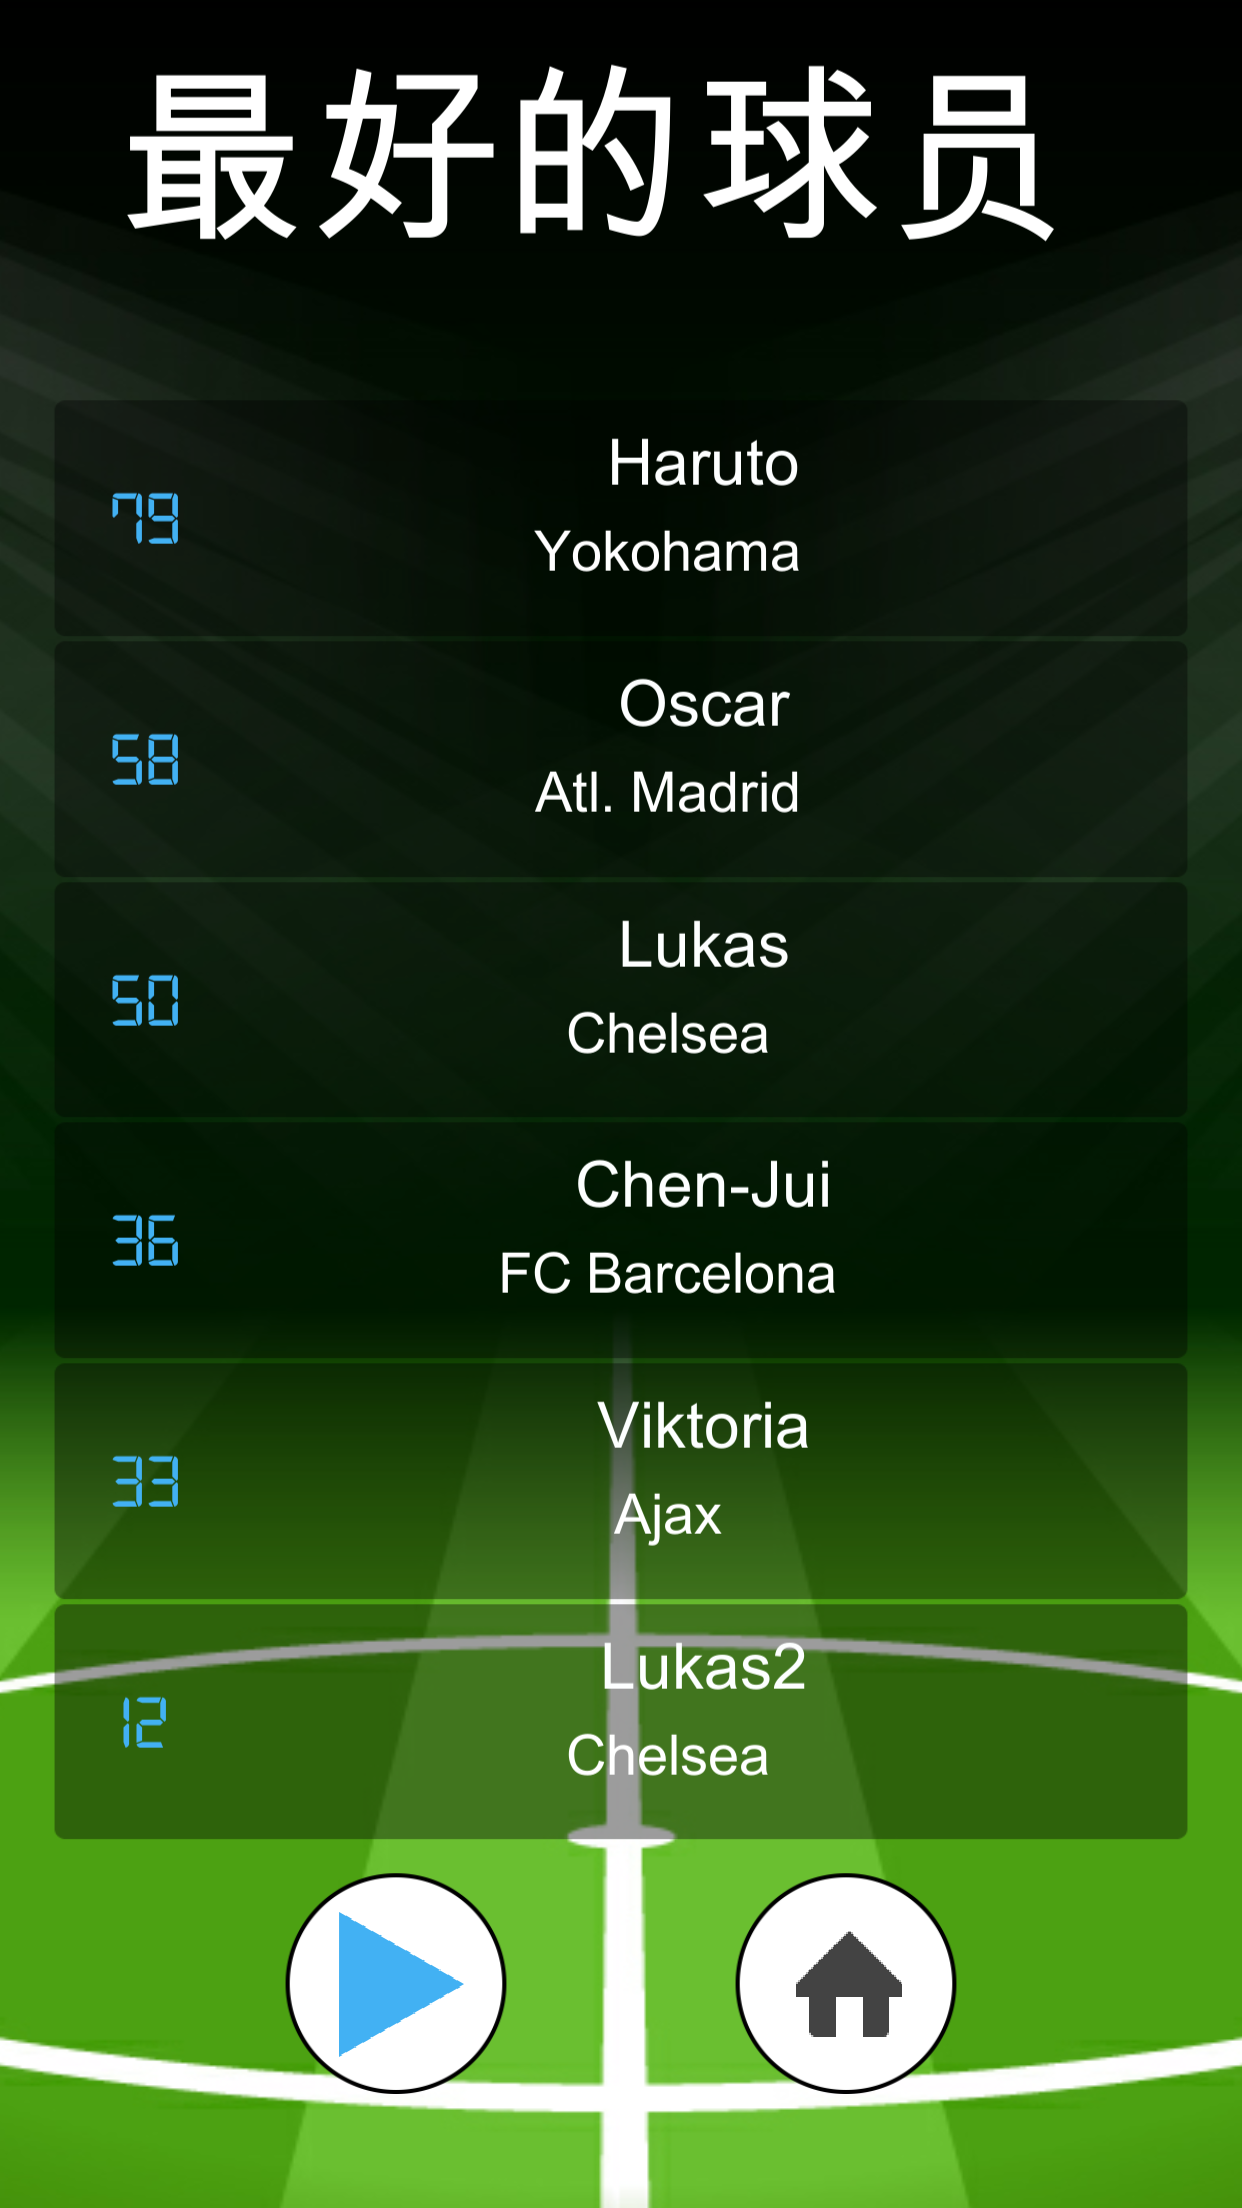 最好的球员
Haruto
79
Yokohama
Oscar
58
Atl. Madrid
Lukas
50
Chelsea
Chen-Jui
36
FC Barcelona
Viktoria
33
Ajax
Lukas2
12
Chelsea